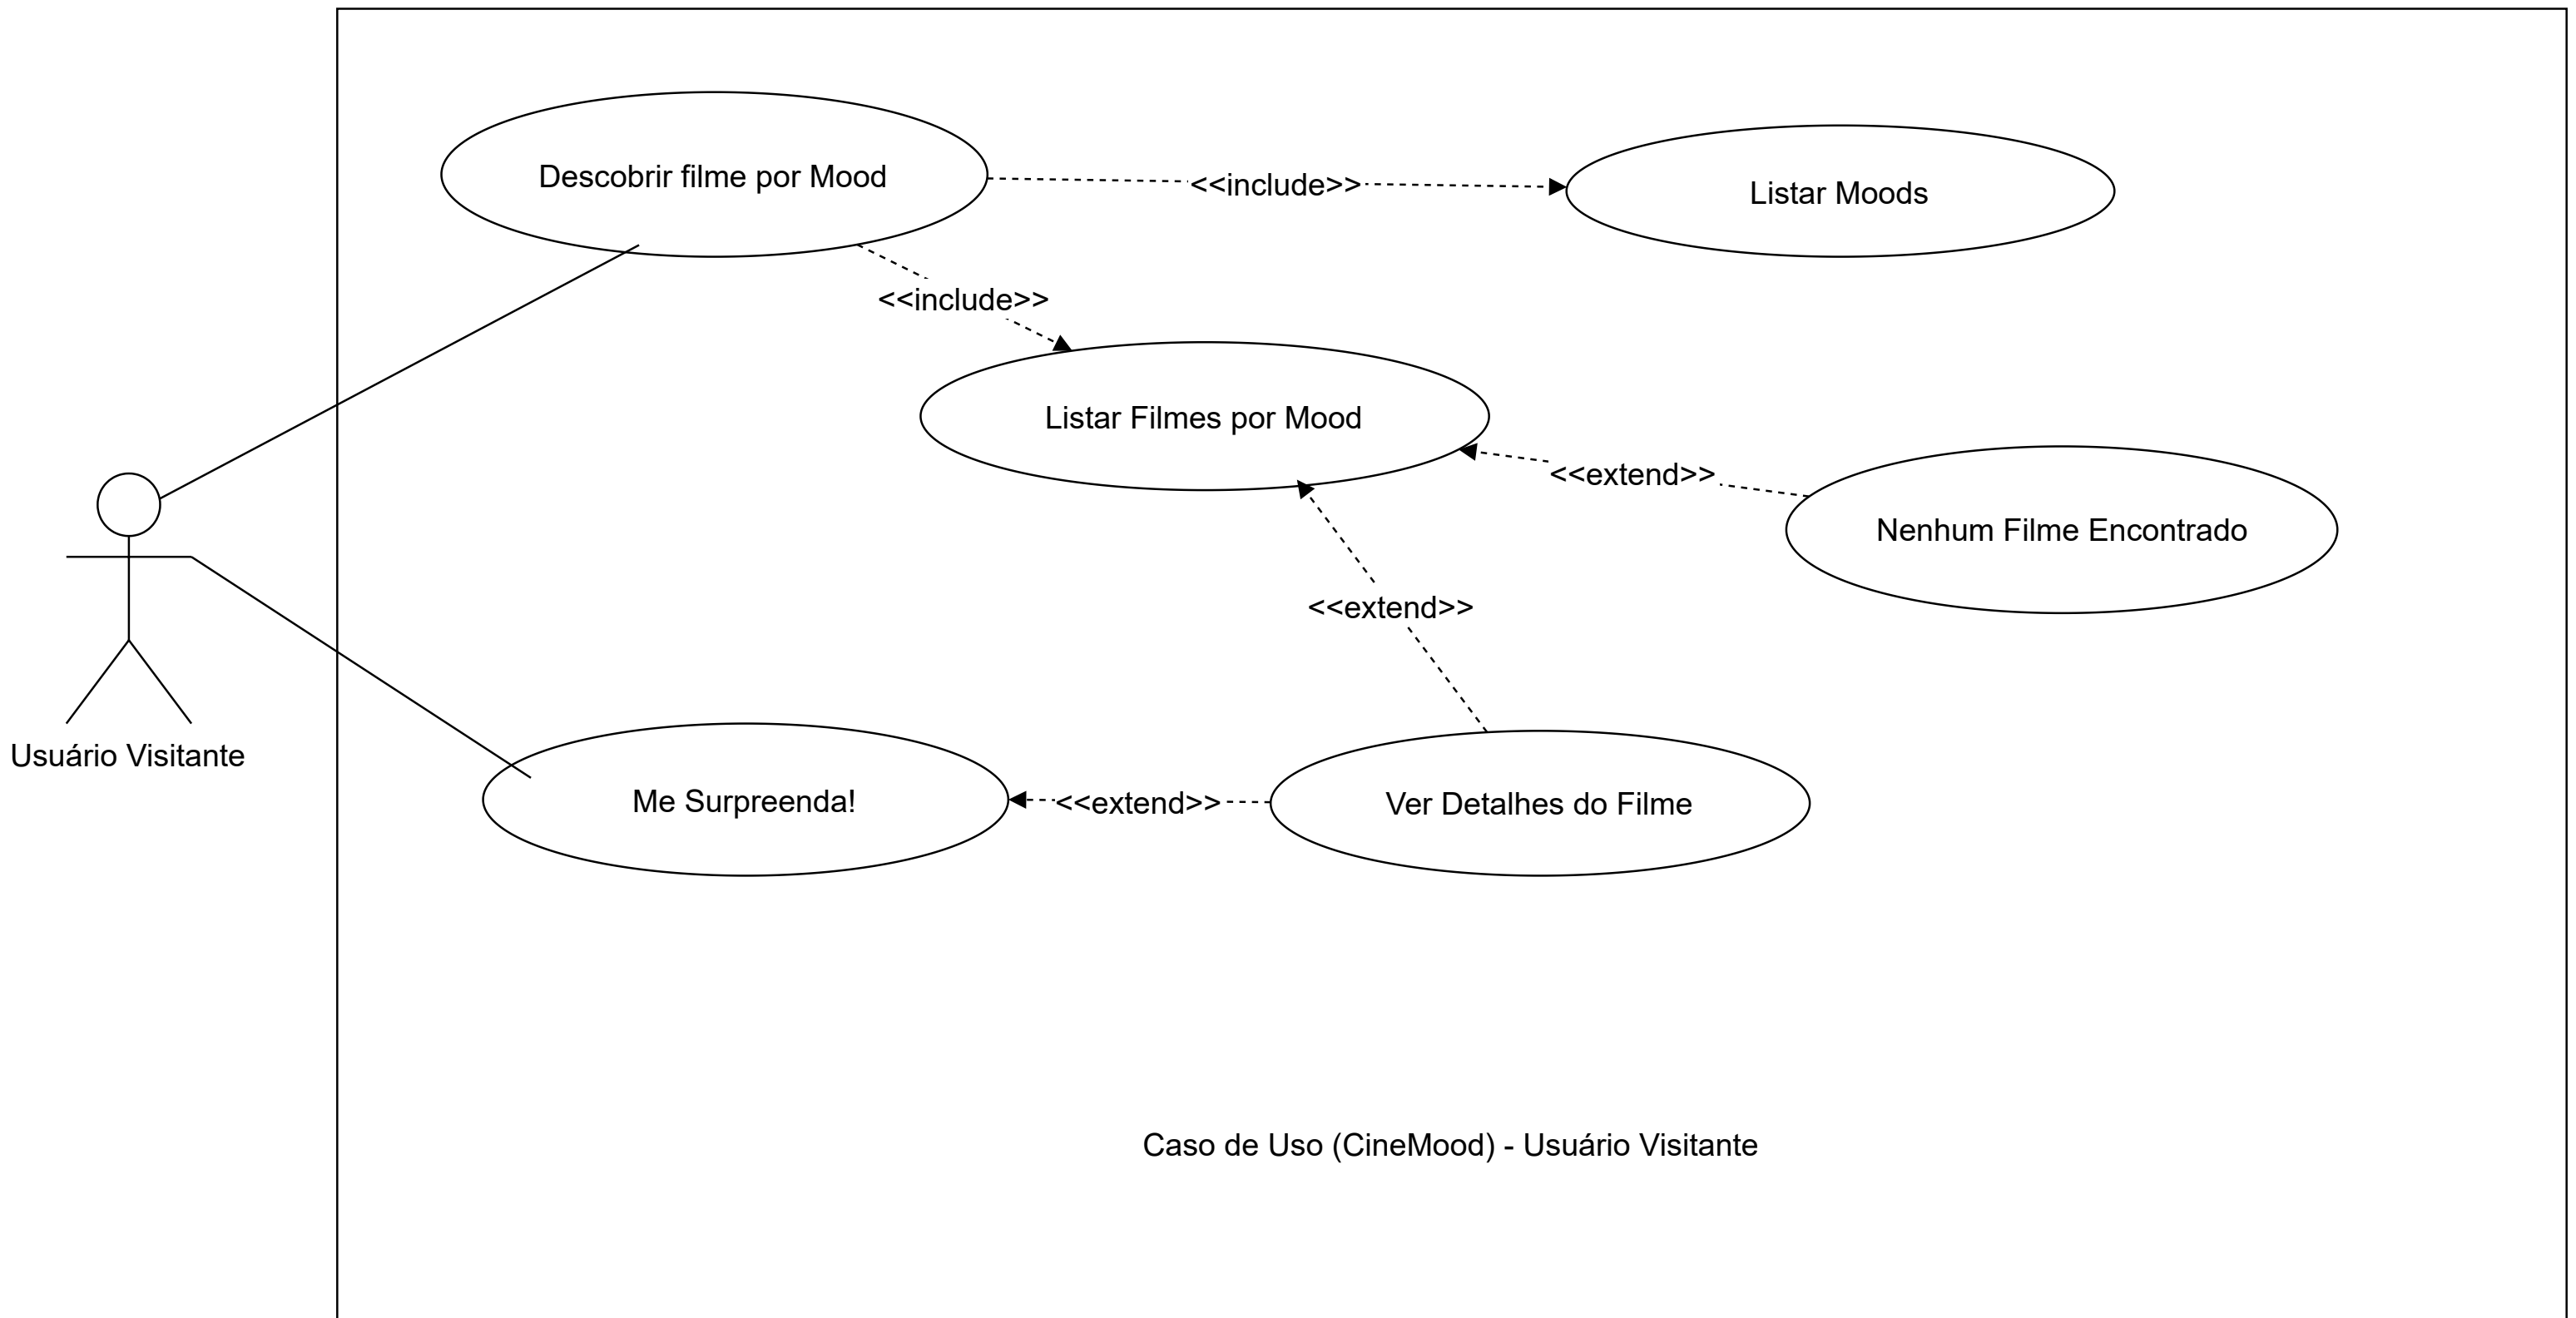 Descobrir filme por Mood
<<include>>
Listar Moods
<<include>>
Listar Filmes por Mood
<<extend>>
Nenhum Filme Encontrado
<<extend>>
Usuário Visitante
Me Surpreenda!
<<extend>>
Ver Detalhes do Filme
Caso de Uso (CineMood) - Usuário Visitante